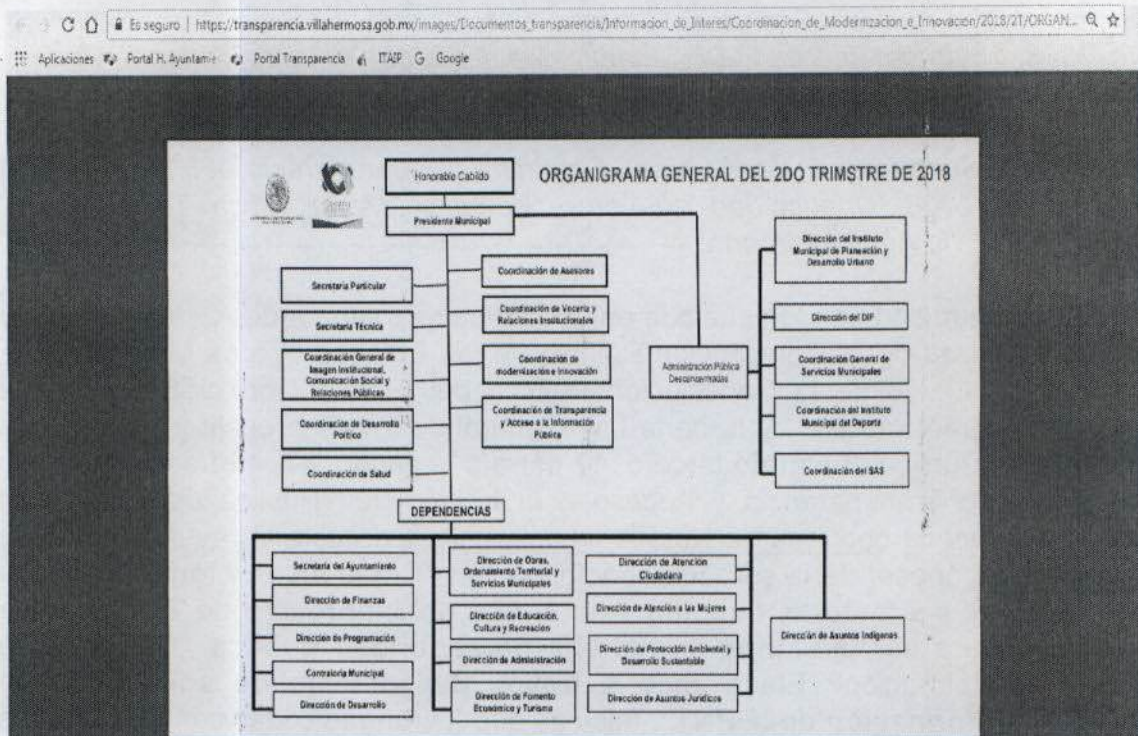 Es seguro | https://transparencia.villahermosa.gob.mx/images/Documentos_transparencia/Informacion_de_Interes/Coordinacion_de_Modernizacion_e_Innovacion/2018/2T/ORGAN...
Aplicaciones Portal H. Ayuntamie Portal Transparencia ITAIP Google
ORGANIGRAMA GENERAL DEL 2DO TRIMSTRE DE 2018
Honorable Cabildo
Presidente Municipal
Centro
Secretaria Particular
Secretaria Técnica
Coordinación General de
Imagen Institucional,
Comunicación Social y
Relaciones Públicas
Coordinación de Desarrollo
Político
Coordinación de Salud
Coordinación de Asesores
Coordinación de Vocería y
Relaciones Institucionales
Coordinación de
modernización e Innovación
Coordinación de Transparencia
y Acceso a la Información
Pública
Administración Pública
Desconcentradas
Dirección del Instituto
Municipal de Planeación y
Desarrollo Urbano
Dirección del DIF
Coordinación General de
Servicios Municipales
Coordinación del Instituto
Municipal del Deporte
Coordinación del SAS
DEPENDENCIAS
Secretaria del Ayuntamiento
Dirección de Finanzas
Dirección de Programación
Contraloría Municipal
Dirección de Desarrollo
Dirección de Obras,
Ordenamiento Territorial y
Servicios Municipales
Dirección de Educación,
Cultura y Recreación
Dirección de Administración
Dirección de Fomento
Económico y Turismo
Dirección de Atención
Ciudadana
Dirección de Atención a las Mujeres
Dirección de Protección Ambiental y
Desarrollo Sustentable
Dirección de Asuntos Jurídicos
Dirección de Asuntos Indígenas